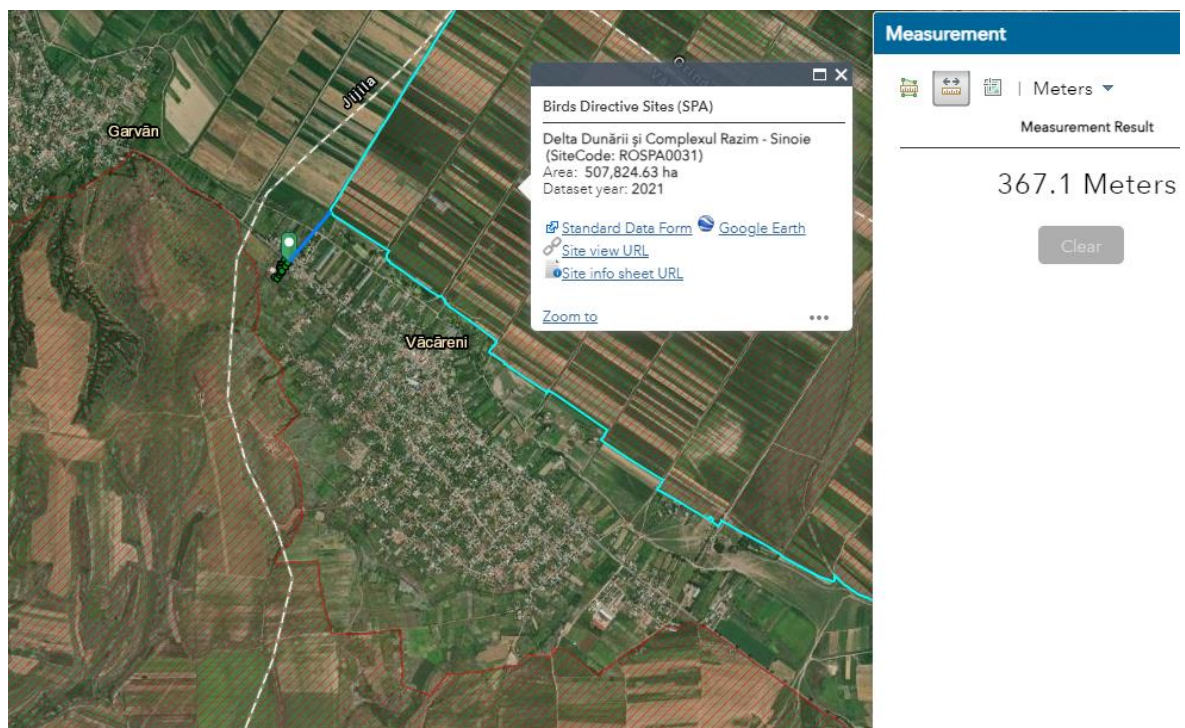 Measurement
Meters
Measurement Result
367.1 Meters
Clear
Birds Directive Sites (SPA)
Delta Dunării și Complexul Razim - Sinoie
(SiteCode: ROSPA0031)
Area: 507,824.63 ha
Dataset year: 2021
Standard Data Form Google Earth
Site view URL
Site info sheet URL
Zoom to
Jijila
Garvăn
Văcăreni